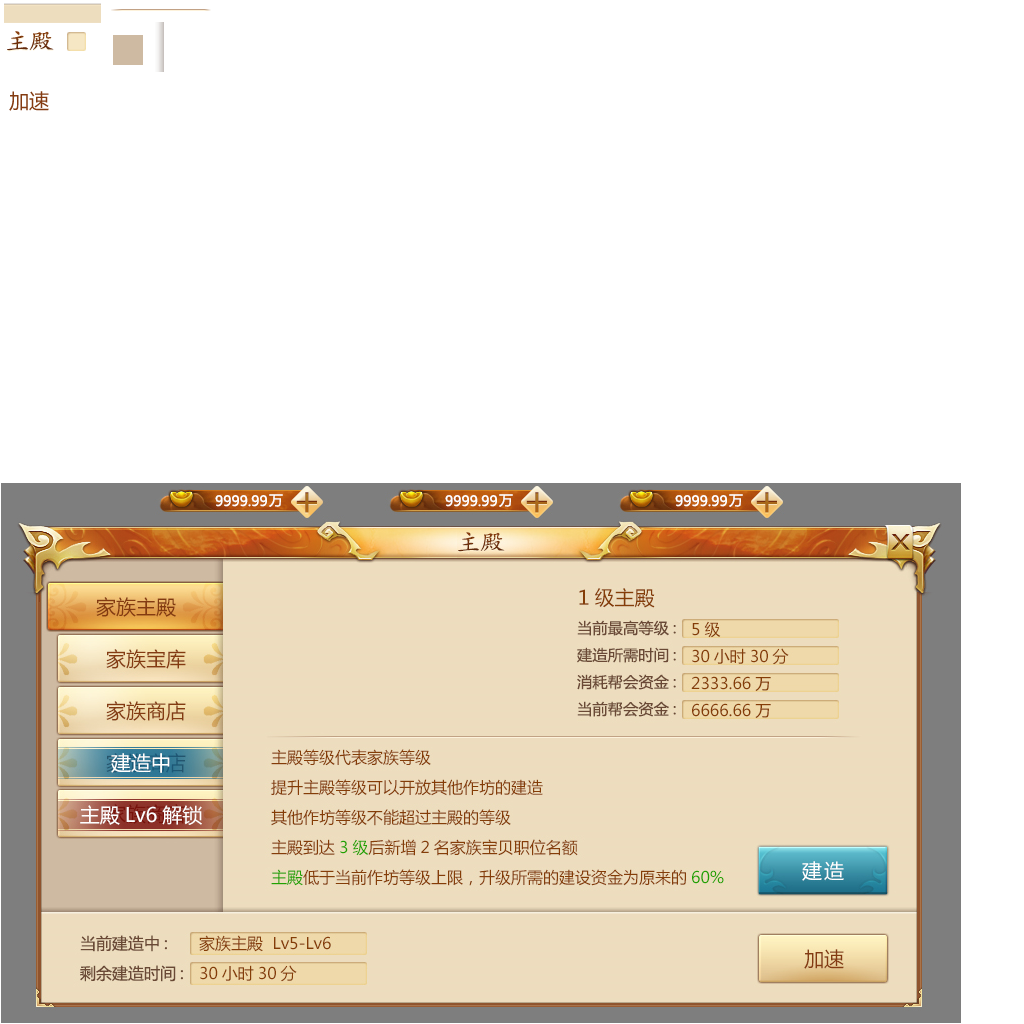 主殿
加速
9999.99万 9999.99万 9999.99万
主殿
家族主殿
家族宝库
家族商店
建造中
主殿 Lv6 解锁
1 级主殿
当前最高等级： 5 级
建造所需时间： 30 小时 30 分
消耗帮会资金： 2333.66 万
当前帮会资金： 6666.66 万
主殿等级代表家族等级
提升主殿等级可以开放其他作坊的建造
其他作坊等级不能超过主殿的等级
主殿到达 3 级后新增 2 名家族宝贝职位名额
主殿低于当前作坊等级上限，升级所需的建设资金为原来的 60%
建造
当前建造中： 家族主殿 Lv5-Lv6
剩余建造时间： 30 小时 30 分
加速